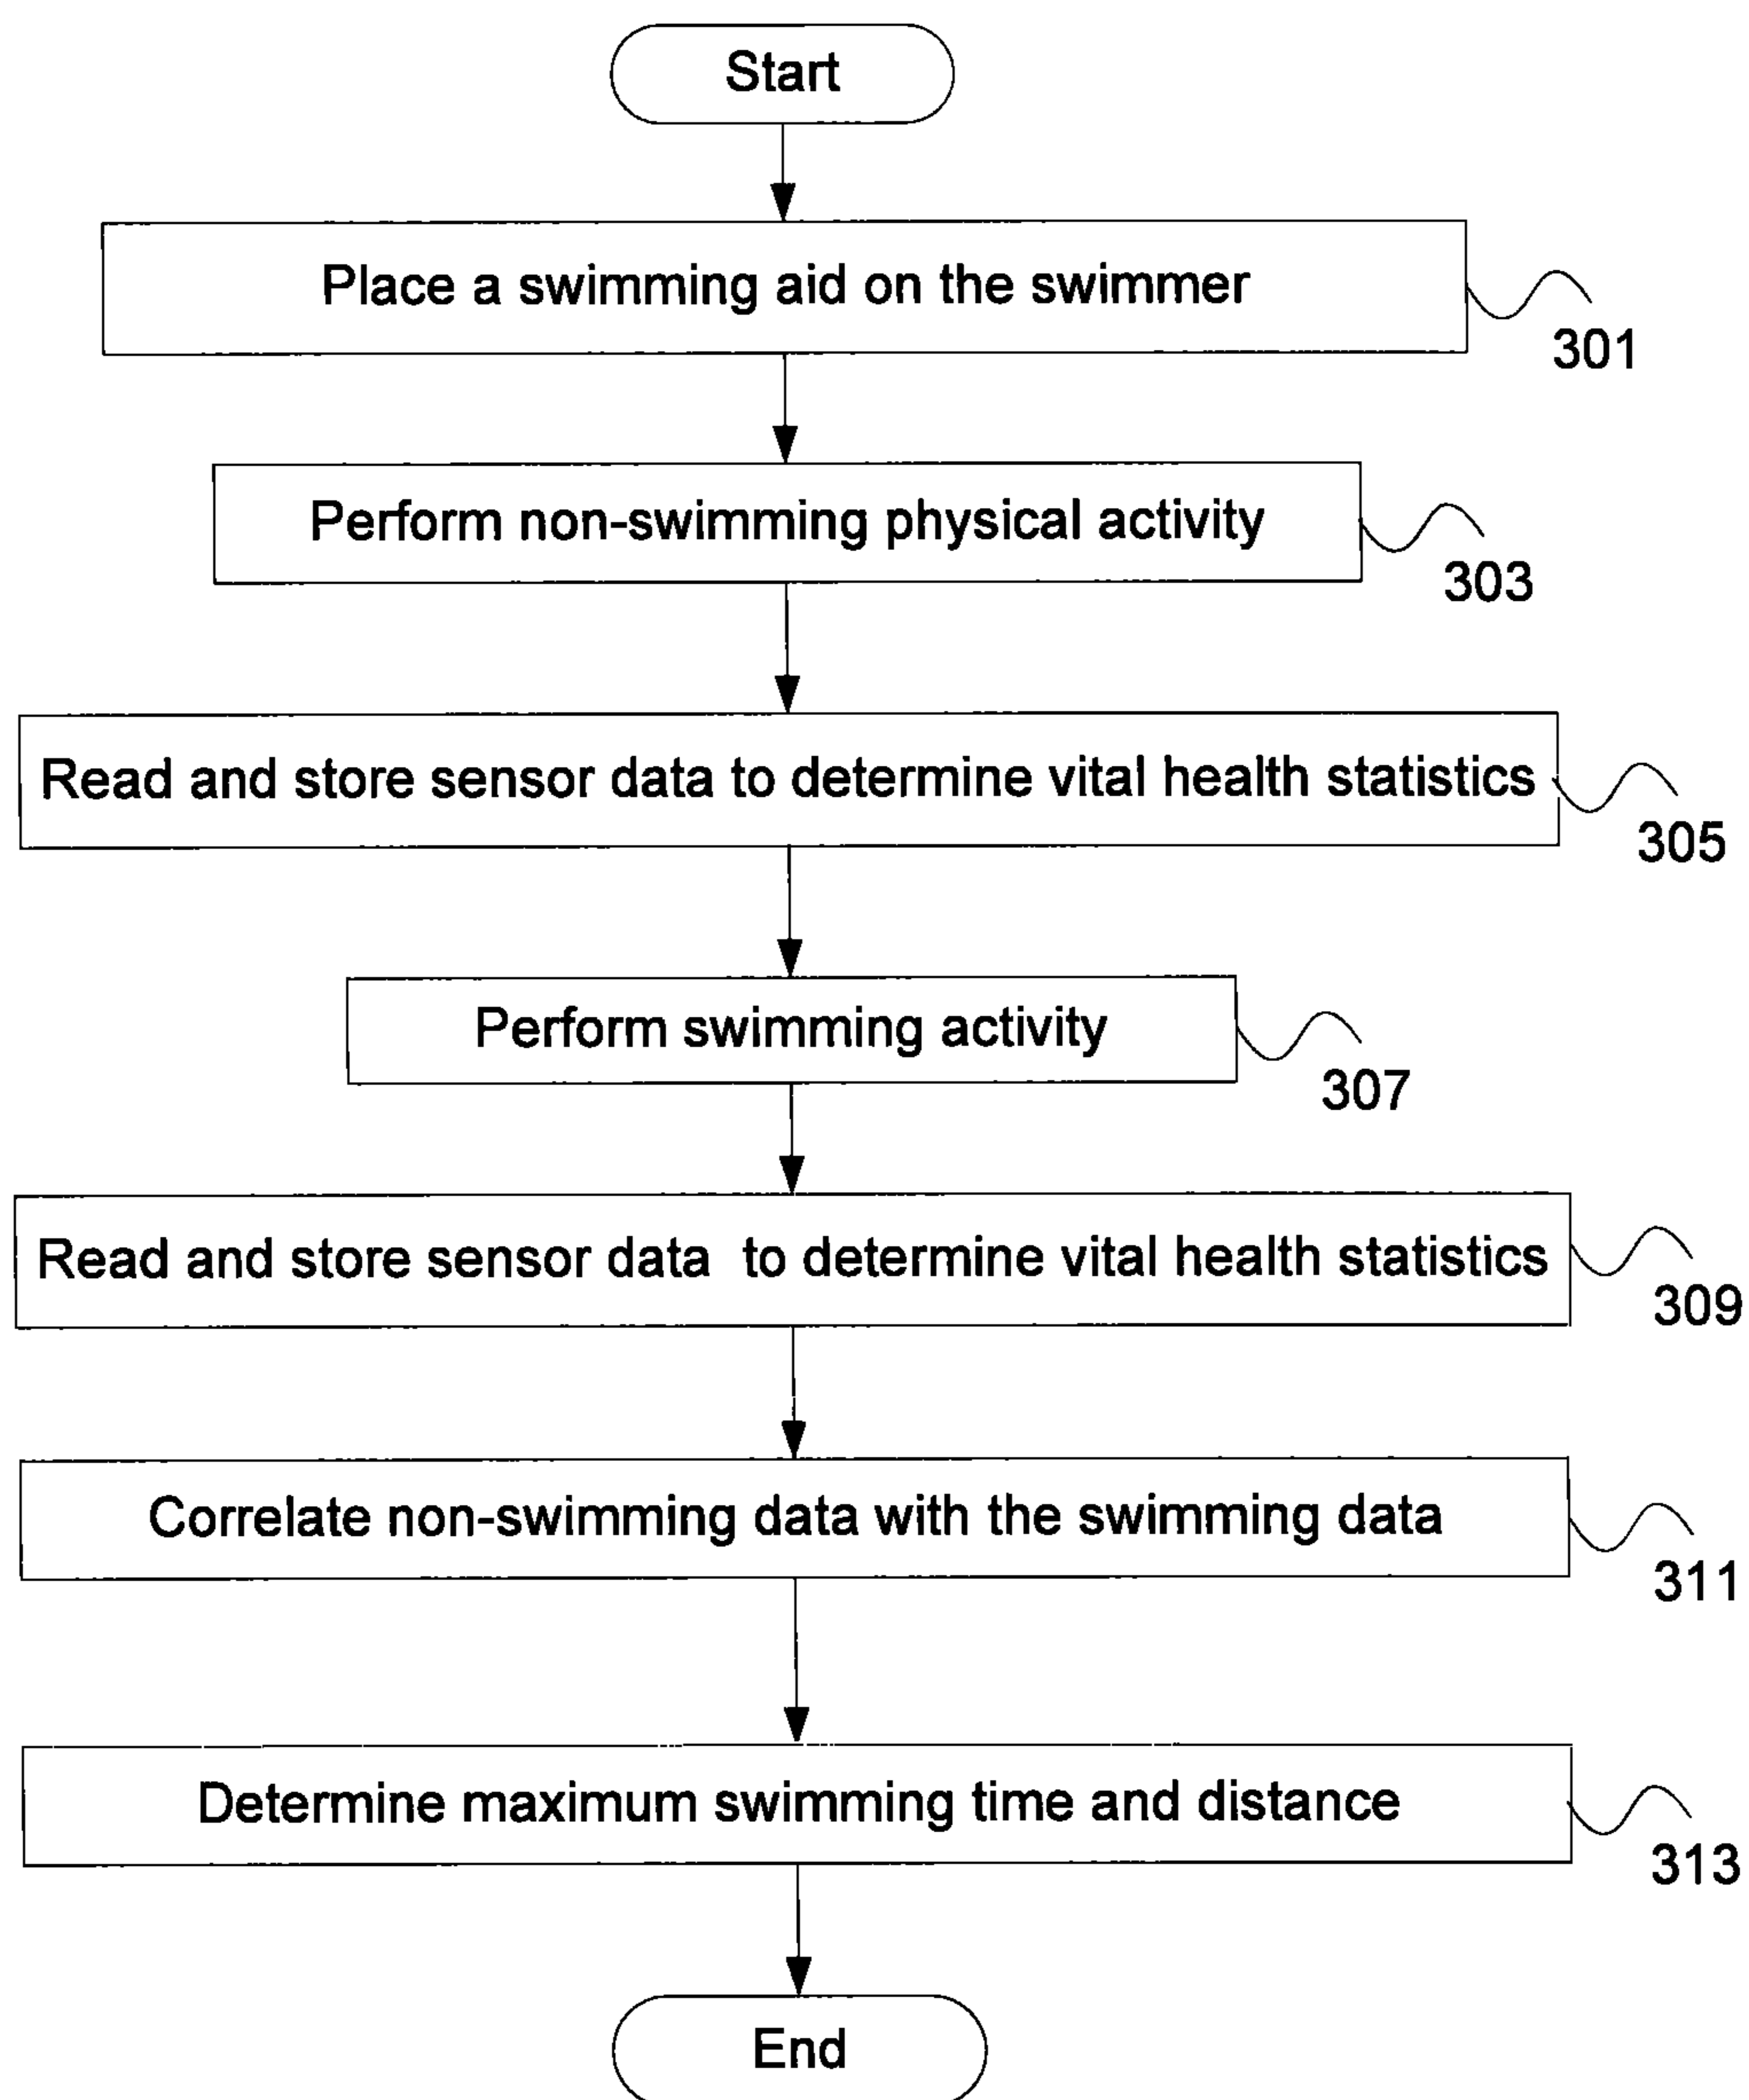 Start
Place a swimming aid on the swimmer
301
Perform non-swimming physical activity
303
Read and store sensor data to determine vital health statistics
305
Perform swimming activity
307
Read and store sensor data to determine vital health statistics
309
Correlate non-swimming data with the swimming data
311
Determine maximum swimming time and distance
313
End